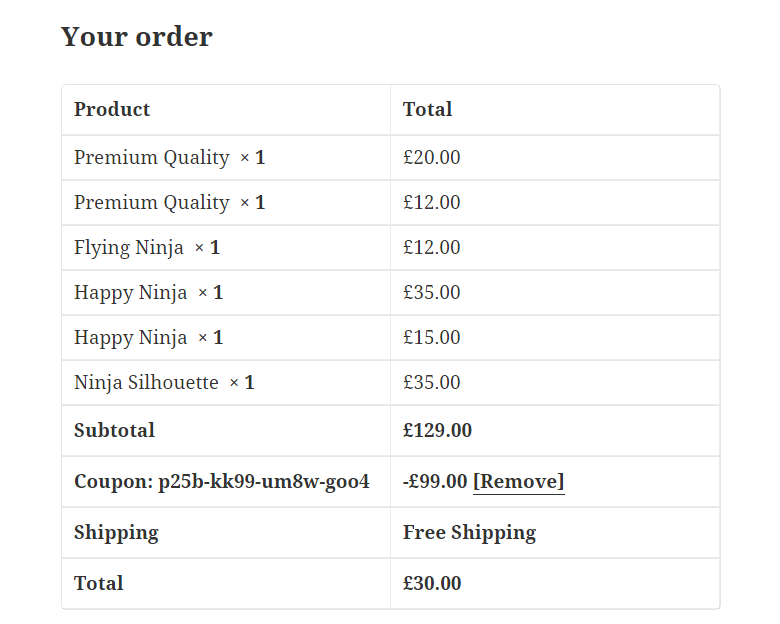 Your order
Product Total
Premium Quality × 1 £20.00
Premium Quality × 1 £12.00
Flying Ninja × 1 £12.00
Happy Ninja × 1 £35.00
Happy Ninja × 1 £15.00
Ninja Silhouette × 1 £35.00
Subtotal £129.00
Coupon: p25b-kk99-um8w-goo4 -£99.00 [Remove]
Shipping Free Shipping
Total £30.00